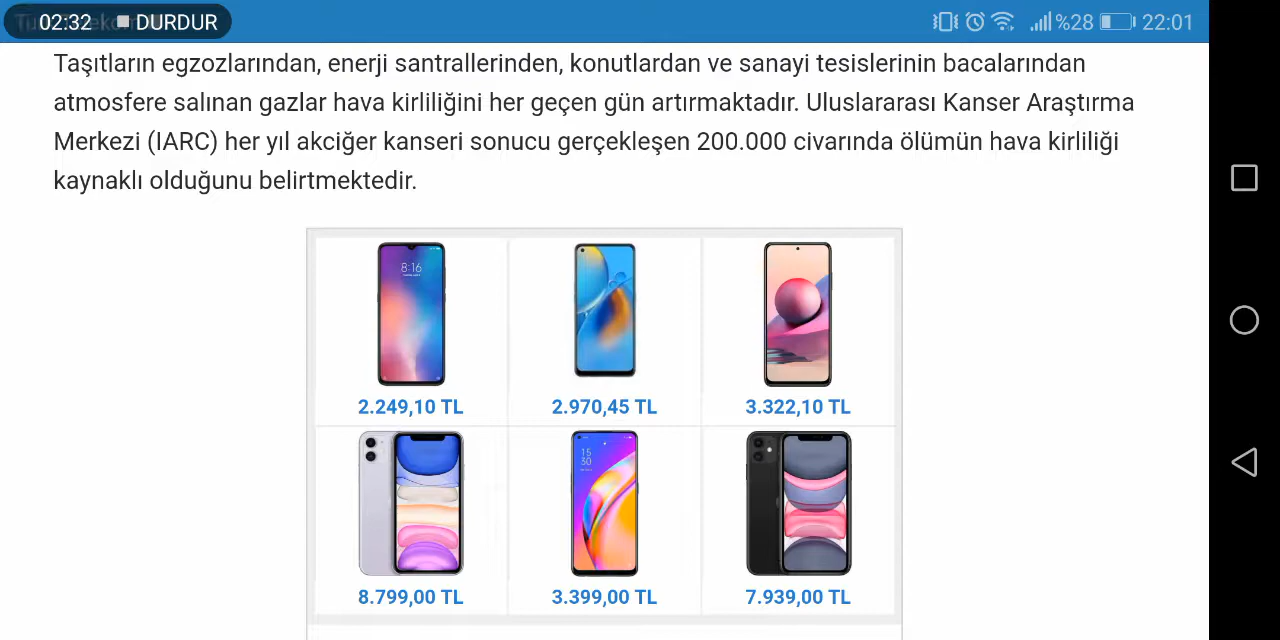 02:32 DURDUR %28 22:01
Taşıtların egzozlarından, enerji santrallerinden, konutlardan ve sanayi tesislerinin bacalarından
atmosfere salınan gazlar hava kirliliğini her geçen gün artırmaktadır. Uluslararası Kanser Araştırma
Merkezi (IARC) her yıl akciğer kanseri sonucu gerçekleşen 200.000 civarında ölümün hava kirliliği
kaynaklı olduğunu belirtmektedir.
8:16
2.249,10 TL 2.970,45 TL 3.322,10 TL
15
30
8.799,00 TL 3.399,00 TL 7.939,00 TL